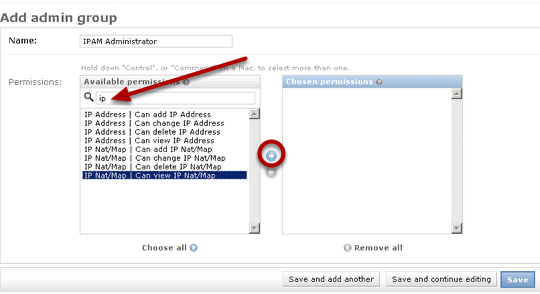 Add admin group
Name: IPAM Administrator
Hold down "Control", or "Comman a Mac, to select more than one.
Permissions:
Available permissions
Chosen permissions
ip
IP Address | Can add IP Address
IP Address | Can change IP Address
IP Address | Can delete IP Address
IP Address | Can view IP Address
IP Nat/Map | Can add IP Nat/Map
IP Nat/Map | Can change IP Nat/Map
IP Nat/Map | Can delete IP Nat/Map
IP Nat/Map | Can view IP Nat/Map
Choose all
Remove all
Save and add another
Save and continue editing
Save